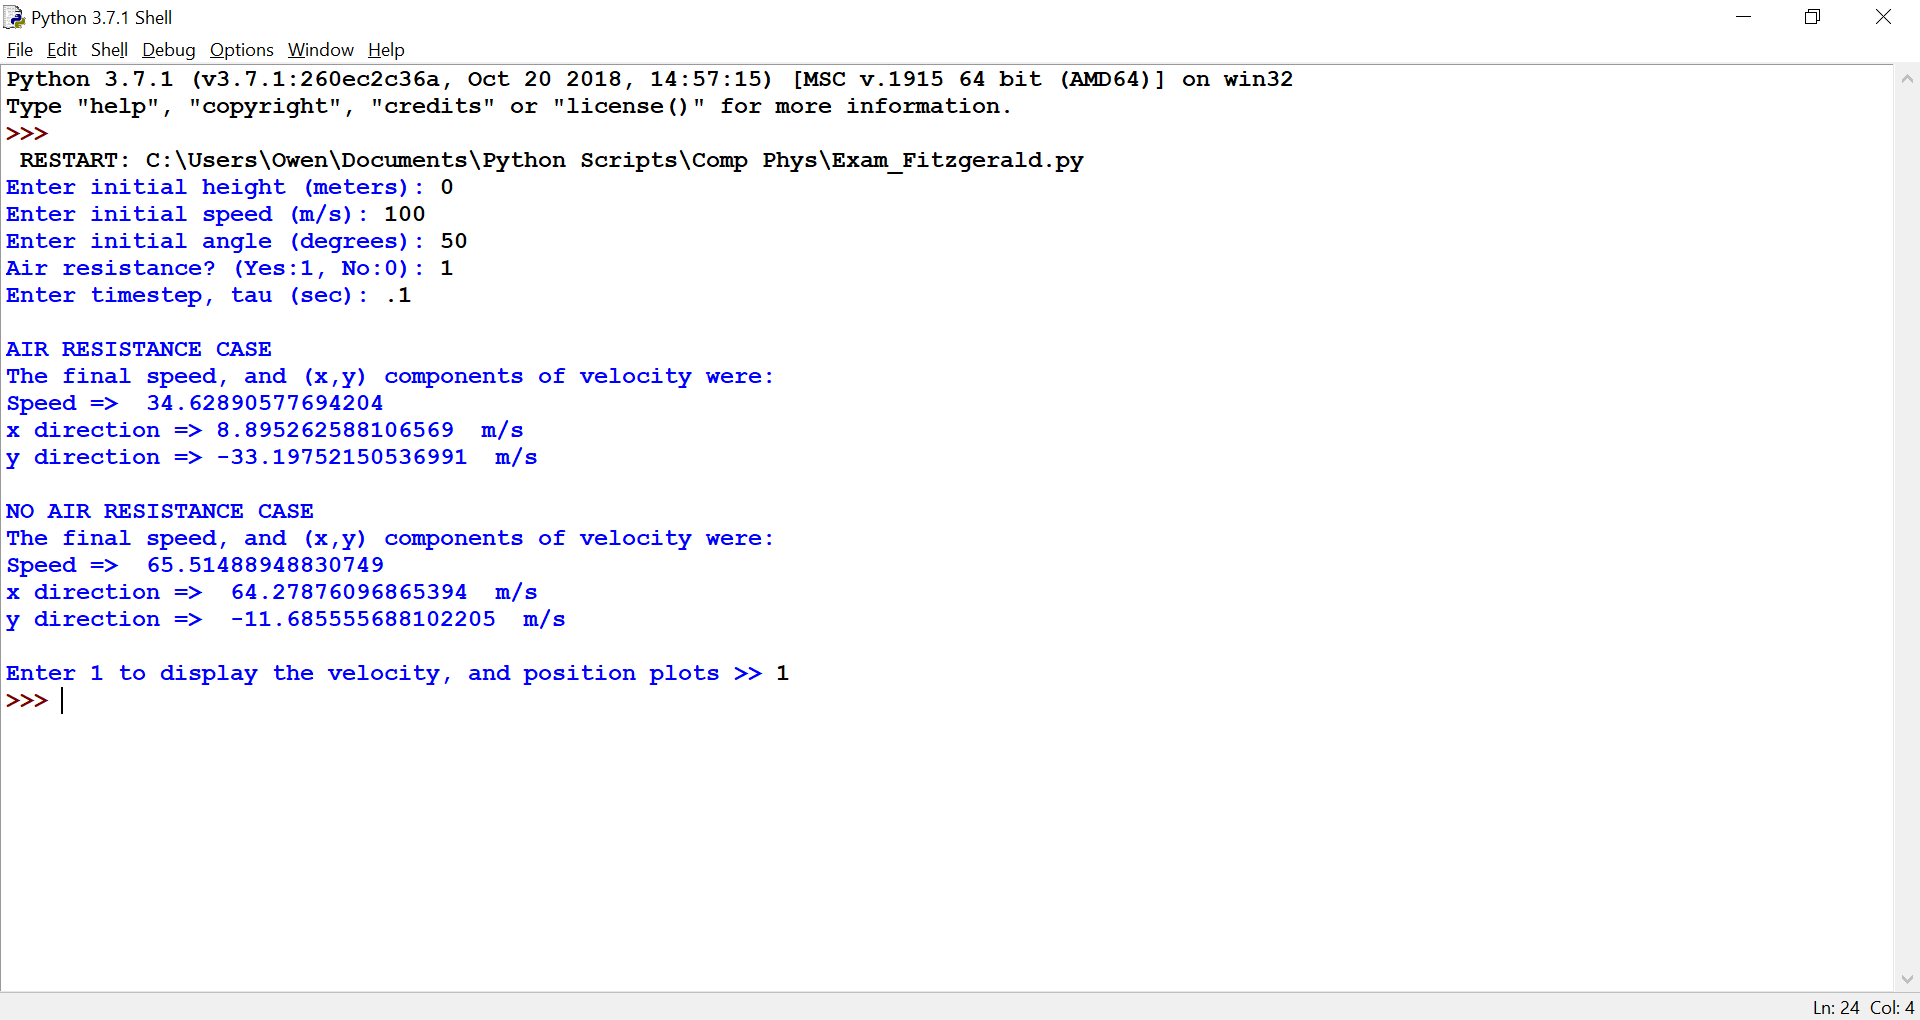 Python 3.7.1 Shell
File Edit Shell Debug Options Window Help
Python 3.7.1 (v3.7.1:260ec2c36a, Oct 20 2018, 14:57:15) [MSC v.1915 64 bit (AMD64)] on win32
Type "help", "copyright", "credits" or "license()" for more information.
>>>
RESTART: C:\Users\Owen\Documents\Python Scripts\Comp Phys\Exam_Fitzgerald.py
Enter initial height (meters): 0
Enter initial speed (m/s): 100
Enter initial angle (degrees): 50
Air resistance? (Yes:1, No:0): 1
Enter timestep, tau (sec): .1
AIR RESISTANCE CASE
The final speed, and (x,y) components of velocity were:
Speed => 34.62890577694204
x direction => 8.895262588106569 m/s
y direction => -33.19752150536991 m/s
NO AIR RESISTANCE CASE
The final speed, and (x,y) components of velocity were:
Speed => 65.51488948830749
x direction => 64.27876096865394 m/s
y direction => -11.685555688102205 m/s
Enter 1 to display the velocity, and position plots >> 1
>>>
Ln: 24 Col: 4